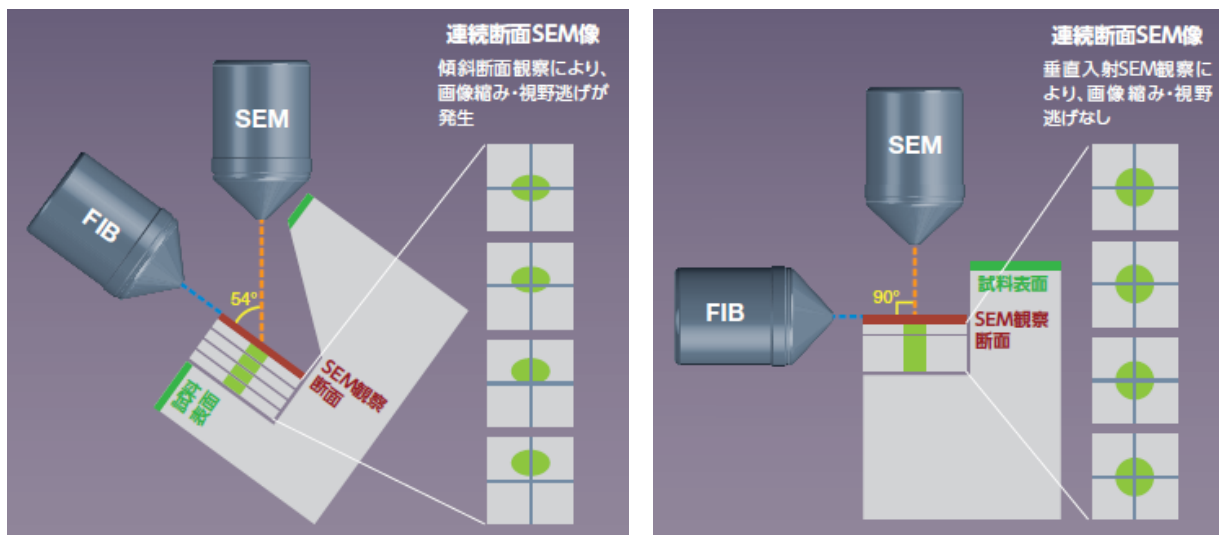 連続断面SEM像
傾斜断面観察により、
画像縮み・視野逃げが
発生
SEM
FIB
54°
SEM観察
断面
試料
表面
連続断面SEM像
垂直入射SEM観察に
より、画像縮み・視野
逃げなし
SEM
FIB
90°
試料表面
SEM観察
断面